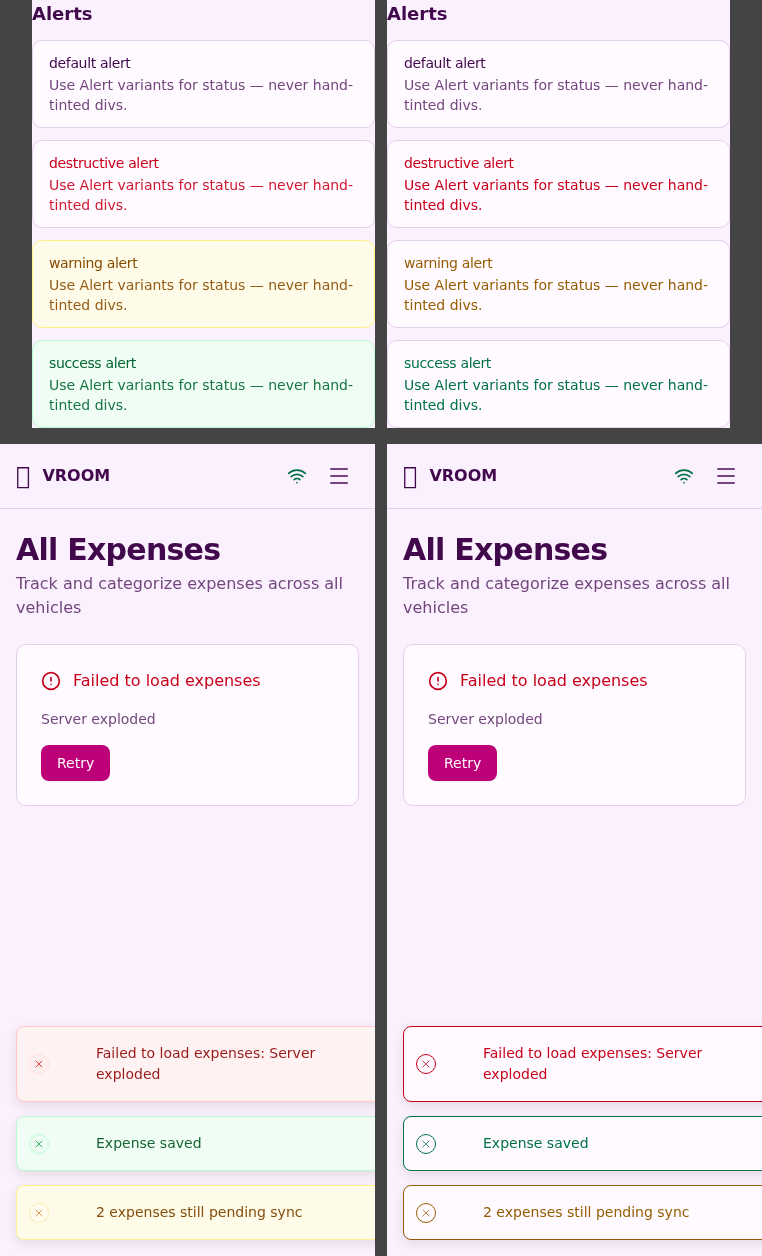 Alerts
default alert
Use Alert variants for status — never hand-
tinted divs.
destructive alert
Use Alert variants for status — never hand-
tinted divs.
warning alert
Use Alert variants for status — never hand-
tinted divs.
success alert
Use Alert variants for status — never hand-
tinted divs.
Alerts
default alert
Use Alert variants for status — never hand-
tinted divs.
destructive alert
Use Alert variants for status — never hand-
tinted divs.
warning alert
Use Alert variants for status — never hand-
tinted divs.
success alert
Use Alert variants for status — never hand-
tinted divs.
VROOM
All Expenses
Track and categorize expenses across all
vehicles
Failed to load expenses
Server exploded
Retry
Failed to load expenses: Server
exploded
Expense saved
2 expenses still pending sync
VROOM
All Expenses
Track and categorize expenses across all
vehicles
Failed to load expenses
Server exploded
Retry
Failed to load expenses: Server
exploded
Expense saved
2 expenses still pending sync